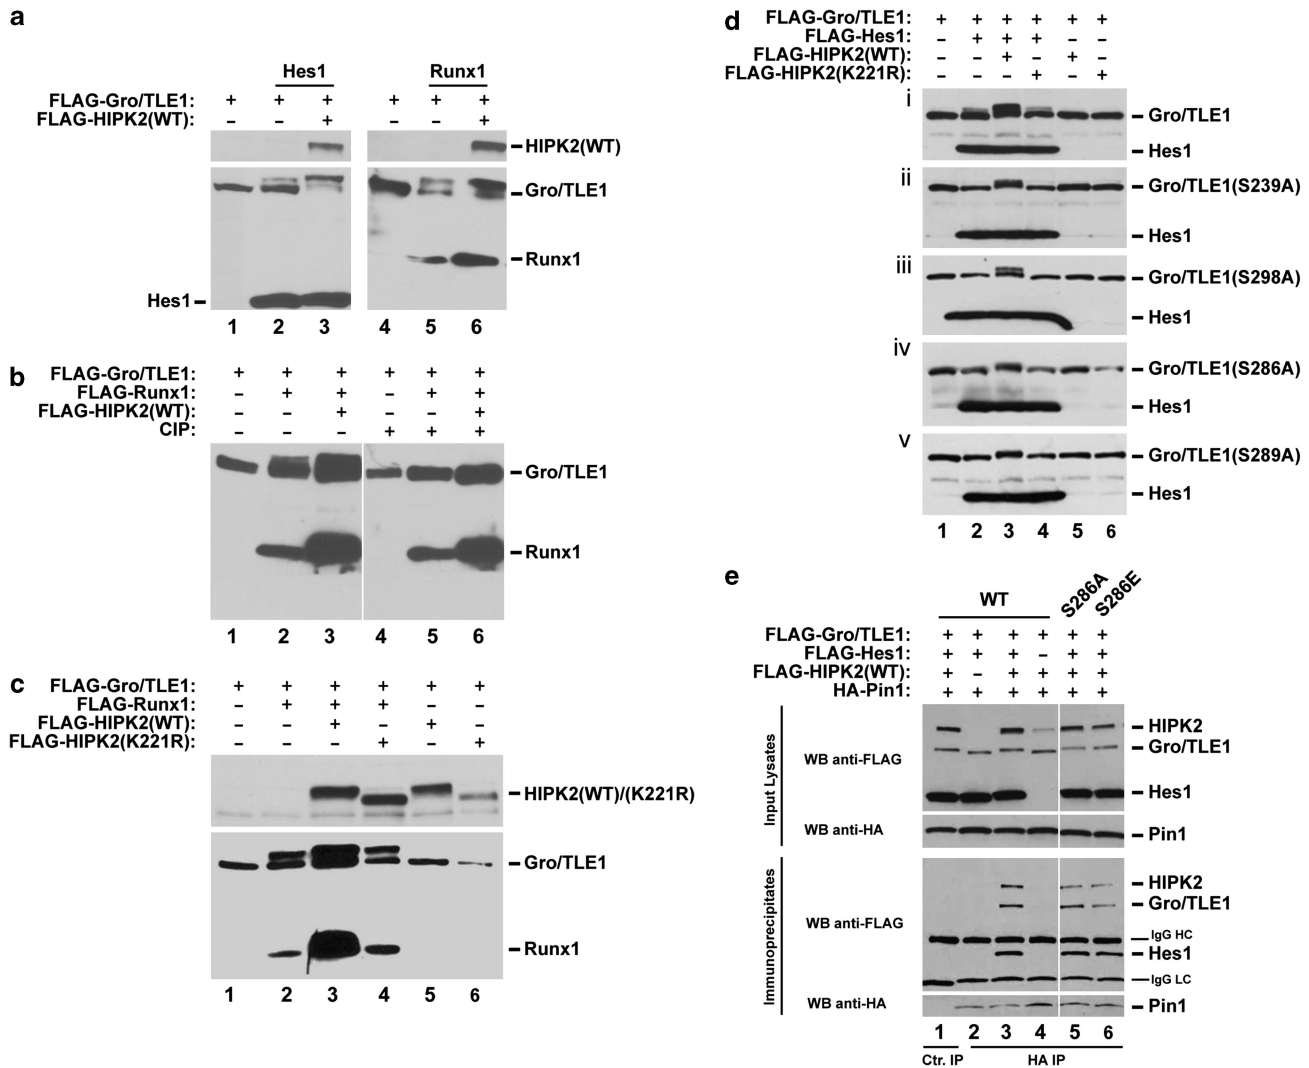 a
Hes1 Runx1
FLAG-Gro/TLE1: + + + + + +
FLAG-HIPK2(WT): – – + – – +
HIPK2(WT)
Gro/TLE1
Runx1
Hes1
1 2 3 4 5 6
b
FLAG-Gro/TLE1: + + + + + +
FLAG-Runx1: – + + – + +
FLAG-HIPK2(WT): – – + – – +
CIP: – – – + + +
Gro/TLE1
Runx1
1 2 3 4 5 6
c
FLAG-Gro/TLE1: + + + + + +
FLAG-Runx1: – + + + – –
FLAG-HIPK2(WT): – – + – + –
FLAG-HIPK2(K221R): – – – + – +
HIPK2(WT)/(K221R)
Gro/TLE1
Runx1
1 2 3 4 5 6
d
FLAG-Gro/TLE1: + + + + + +
FLAG-Hes1: – + + + – –
FLAG-HIPK2(WT): – – + – + –
FLAG-HIPK2(K221R): – – – + – +
i
Gro/TLE1
Hes1
ii
Gro/TLE1(S239A)
Hes1
iii
Gro/TLE1(S298A)
Hes1
iv
Gro/TLE1(S286A)
Hes1
v
Gro/TLE1(S289A)
Hes1
1 2 3 4 5 6
e
WT S286A S286E
FLAG-Gro/TLE1: + + + + + +
FLAG-Hes1: + + + – + +
FLAG-HIPK2(WT): + – + + + +
HA-Pin1: + + + + + +
Input Lysates
WB anti-FLAG
HIPK2
Gro/TLE1
Hes1
WB anti-HA
Pin1
Immunoprecipitates
WB anti-FLAG
HIPK2
Gro/TLE1
IgG HC
Hes1
IgG LC
WB anti-HA
Pin1
1 2 3 4 5 6
Ctr. IP HA IP